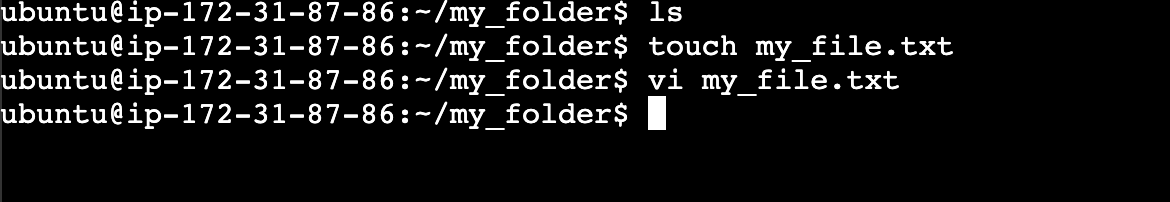 ubuntu@ip-172-31-87-86:~/my_folder$ ls
ubuntu@ip-172-31-87-86:~/my_folder$ touch my_file.txt
ubuntu@ip-172-31-87-86:~/my_folder$ vi my_file.txt
ubuntu@ip-172-31-87-86:~/my_folder$